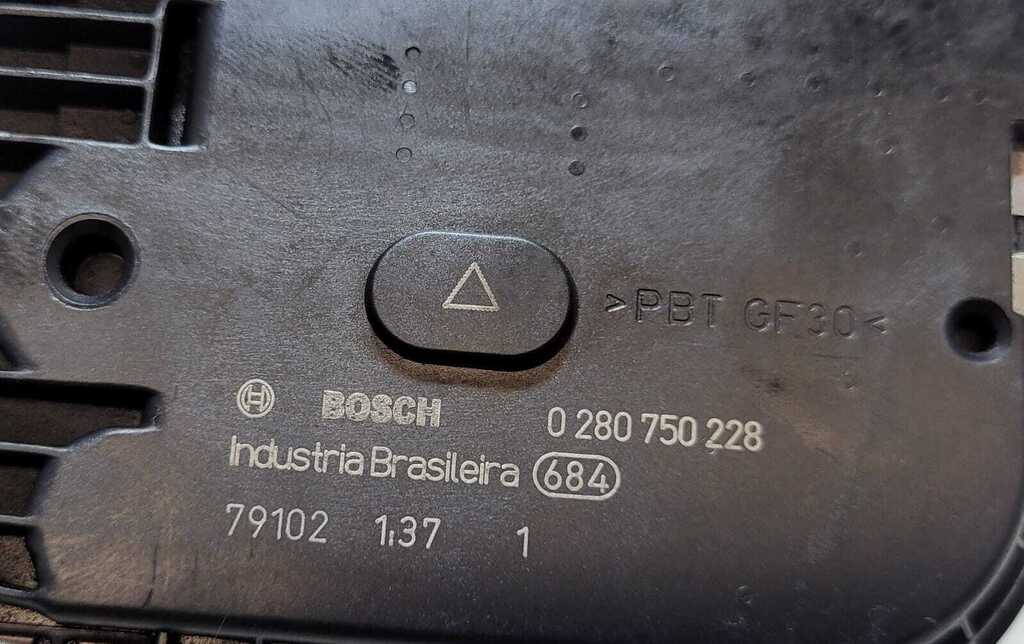 >PBT GF30<
BOSCH 0 280 750 228
Industria Brasileira 684
79102 1.37 1